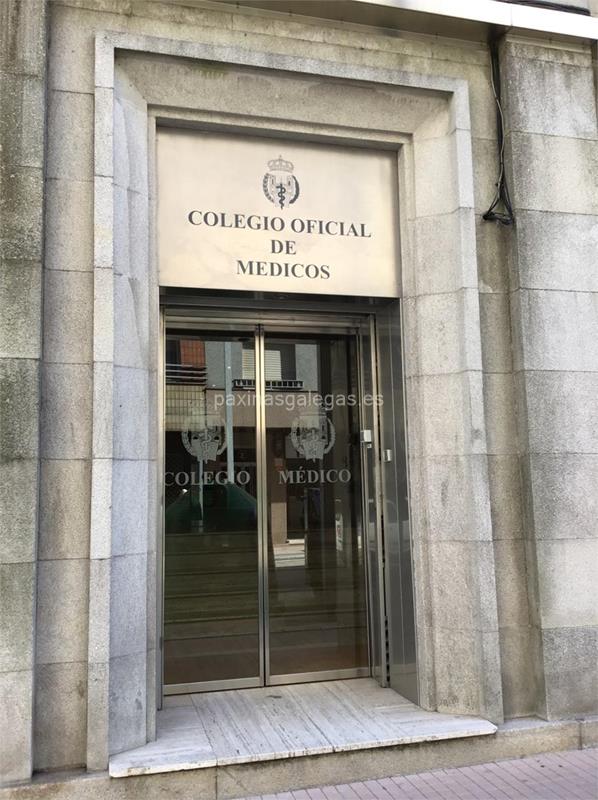 COLEGIO OFICIAL
DE
MEDICOS
paxinasgalegas.es
COLEGIO MÉDICO